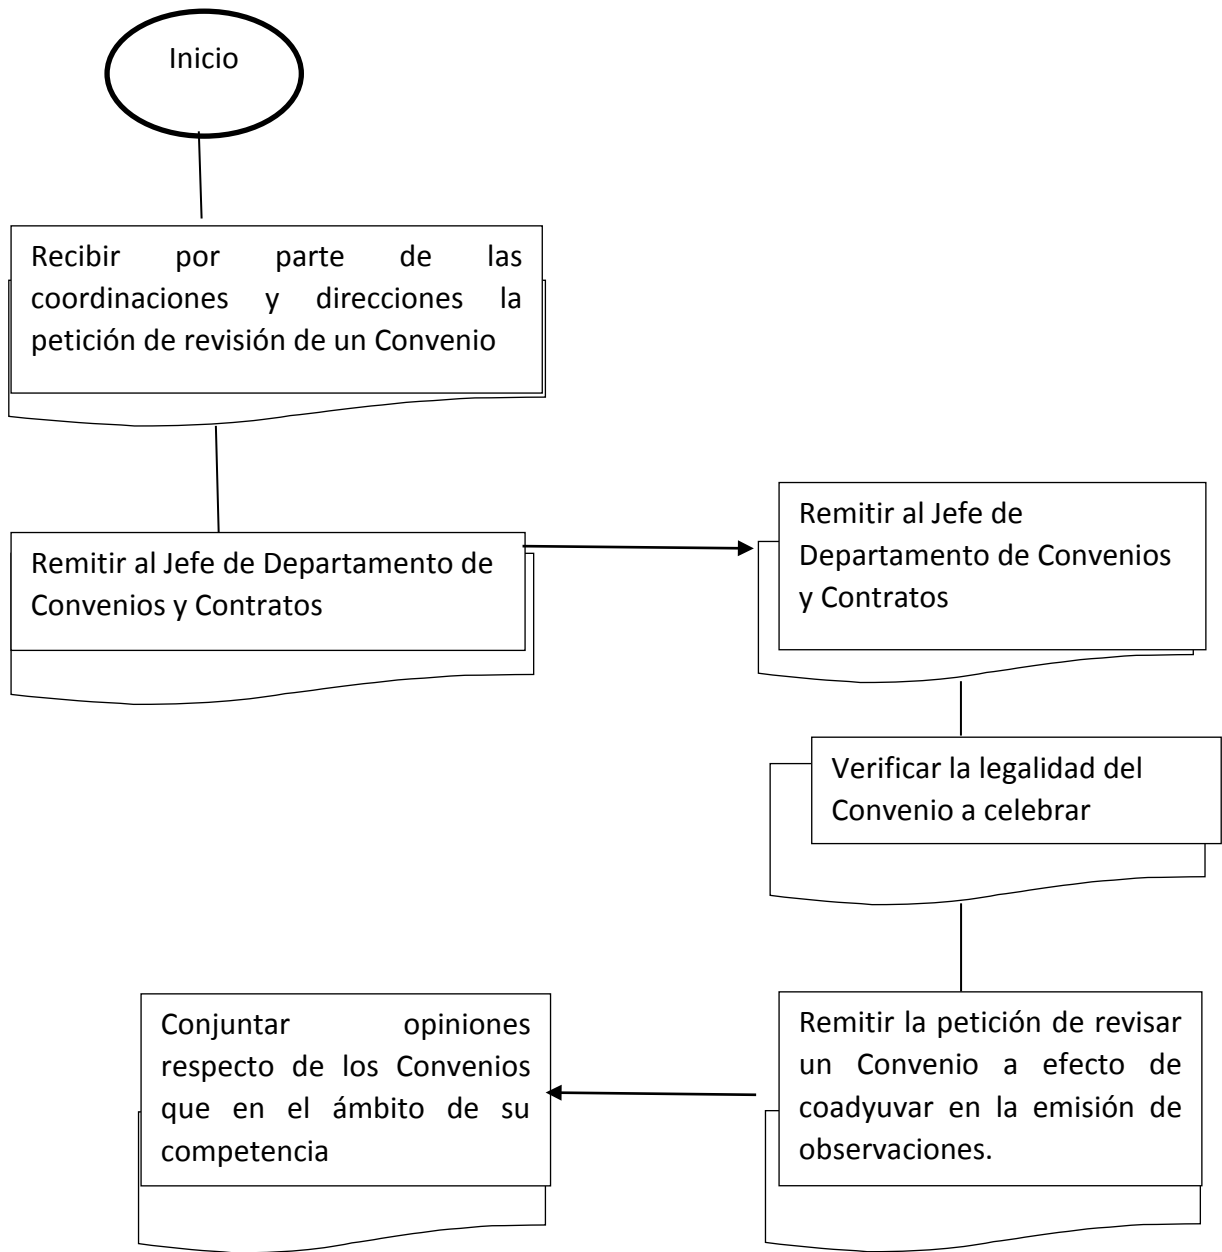 Inicio
Recibir por parte de las
coordinaciones y direcciones la
petición de revisión de un Convenio
Remitir al Jefe de Departamento de
Convenios y Contratos
Remitir al Jefe de
Departamento de Convenios
y Contratos
Verificar la legalidad del
Convenio a celebrar
Remitir la petición de revisar
un Convenio a efecto de
coadyuvar en la emisión de
observaciones.
Conjuntar opiniones
respecto de los Convenios
que en el ámbito de su
competencia